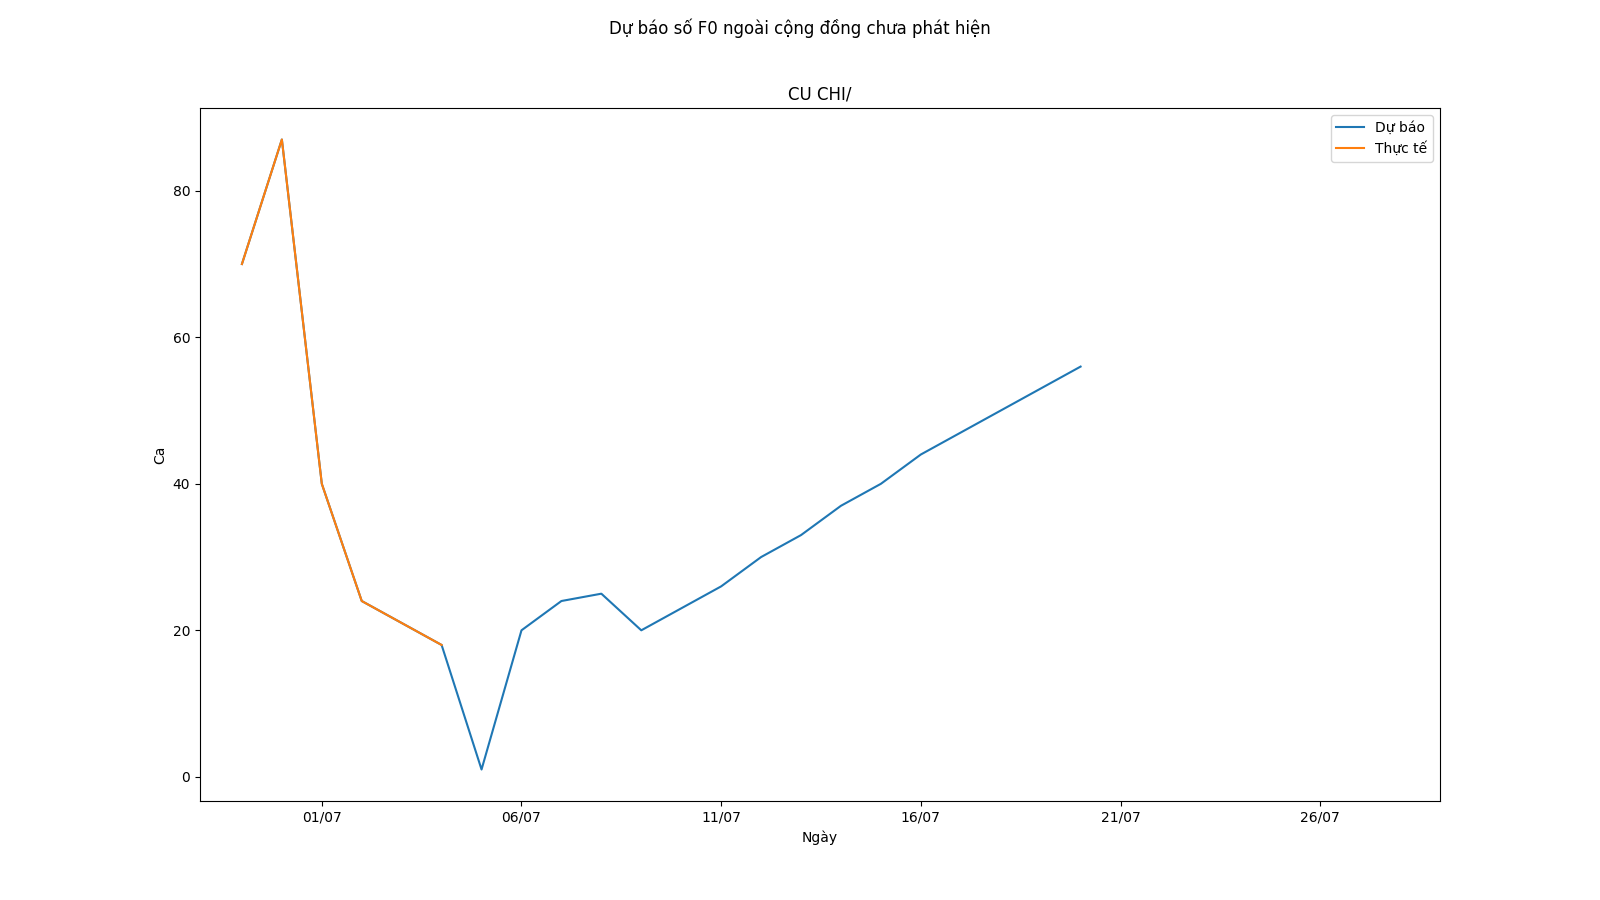 Dự báo số F0 ngoài cộng đồng chưa phát hiện
CU CHI/
Dự báo
Thực tế
80
60
40
20
0
Ca
01/07
06/07
11/07
16/07
21/07
26/07
Ngày